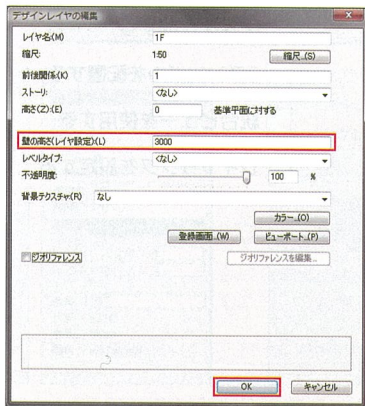 デザインレイヤの編集
レイヤ名(M) 1F
縮尺: 1:50 縮尺..(S)
前後関係(K) 1
ストーリ: <なし>
高さ(Z):(E) 0 基準平面に対する
壁の高さ(レイヤ設定):(L) 3000
レベルタイプ: <なし>
不透明度: 100 %
背景テクスチャ(R) なし
カラー..(O)
登録画面..(W) ビューポート..(P)
ジオリファレンス ジオリファレンスを編集...
OK キャンセル